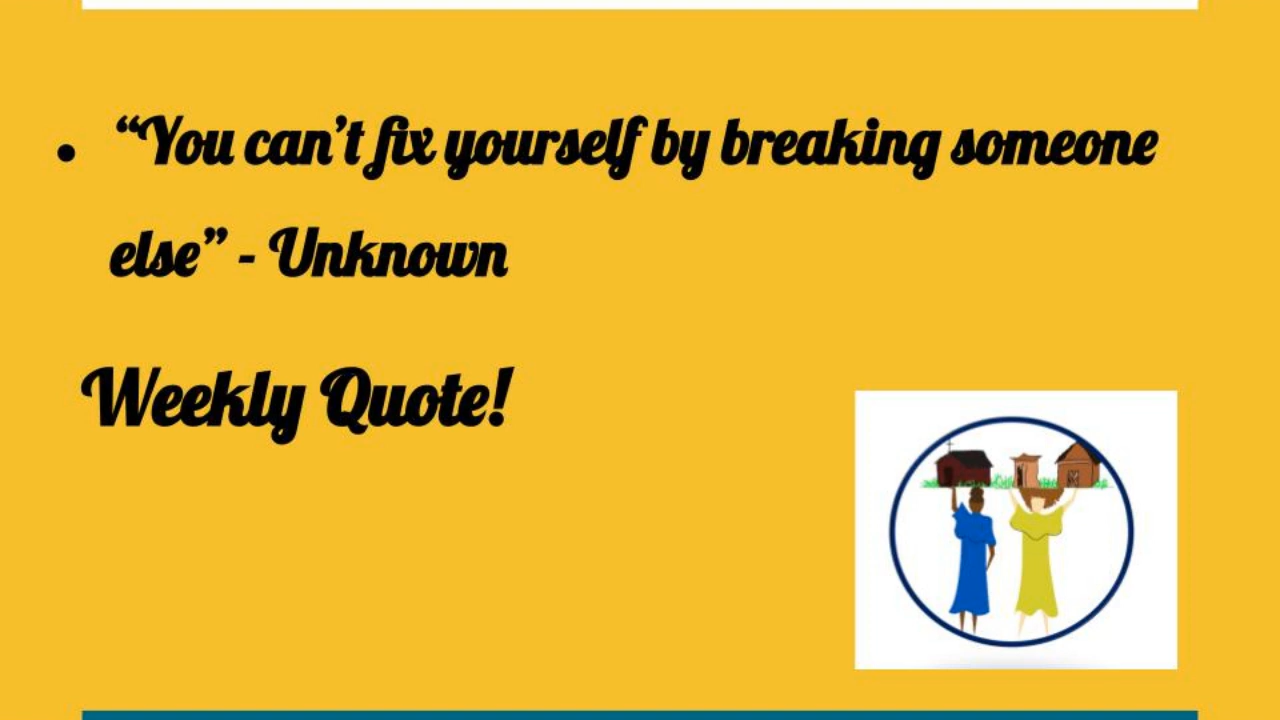 • “You can’t fix yourself by breaking someone
else” - Unknown
Weekly Quote!